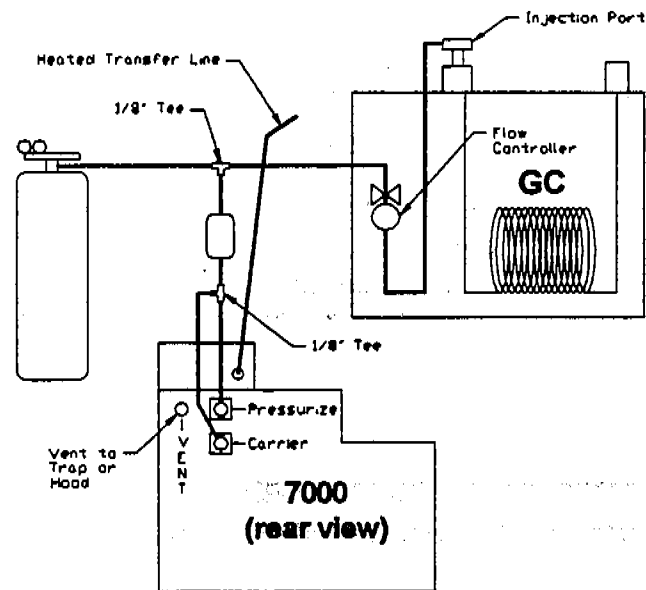 Injection Port
Heated Transfer Line
1/8" Tee
Flow
Controller
GC
1/8" Tee
Pressurize
Carrier
VENT
Vent to
Trap or
Hood
7000
(rear view)